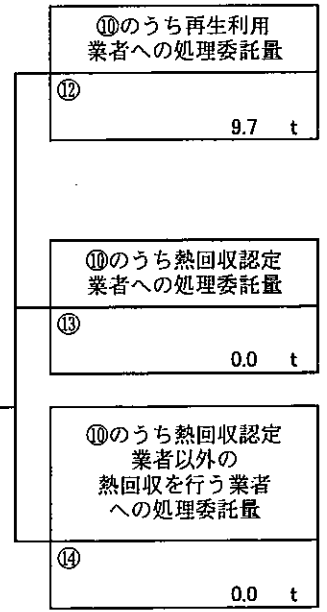 ⑩のうち再生利用
業者への処理委託量
⑫
9.7 t
⑩のうち熱回収認定
業者への処理委託量
⑬
0.0 t
⑩のうち熱回収認定
業者以外の
熱回収を行う業者
への処理委託量
⑭
0.0 t